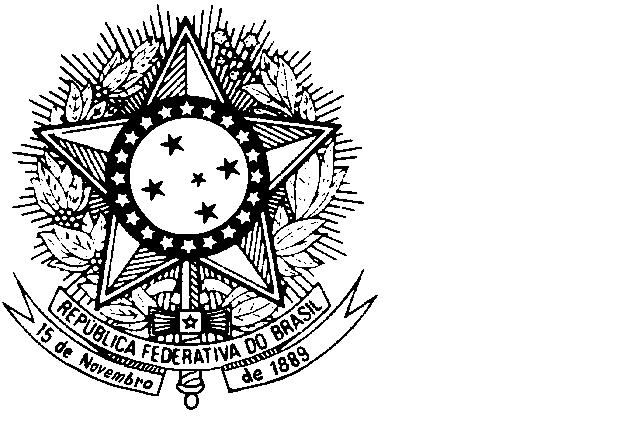 REPÚBLICA FEDERATIVA DO BRASIL
15 de Novembro de 1889